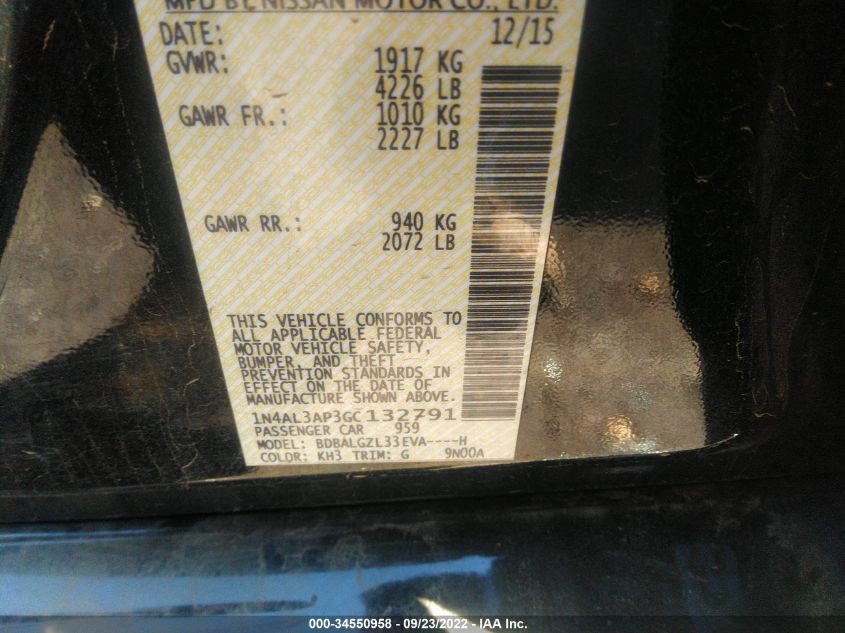 MFD BY NISSAN MOTOR CO., LTD.
DATE: 12/15
GVWR: 1917 KG
4226 LB
GAWR FR.: 1010 KG
2227 LB
GAWR RR.: 940 KG
2072 LB
THIS VEHICLE CONFORMS TO
ALL APPLICABLE FEDERAL
MOTOR VEHICLE SAFETY,
BUMPER, AND THEFT
PREVENTION STANDARDS IN
EFFECT ON THE DATE OF
MANUFACTURE SHOWN ABOVE.
1N4AL3AP3GC132791
PASSENGER CAR 959
MODEL: BDBALGZL33EVA----H
COLOR: KH3 TRIM: G 9N00A
000-34550958 - 09/23/2022 - IAA Inc.